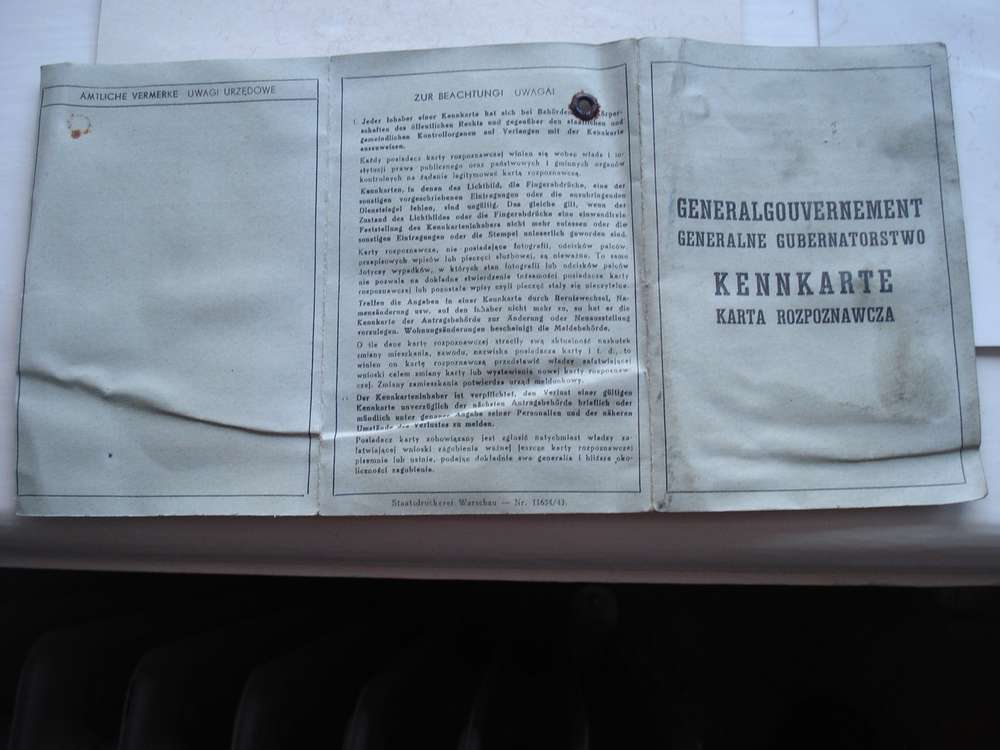 AMTLICHE VERMERKE UWAGI URZĘDOWE
ZUR BEACHTUNG! UWAGA!
1. Jeder Inhaber einer Kennkarte hat sich bei Behörden Körper-
schaften des öffentlichen Rechts und gegenüber den staatlichen und
gemeindlichen Kontrollorganen auf Verlangen mit der Kennkarte
auszuweisen.
Każdy posiadacz karty rozpoznawczej winien się wobec władz i in-
stytucji prawa publicznego oraz państwowych i gminnych organów
kontrolnych na żądanie legitymować kartą rozpoznawczą.
Kennkarten, in denen das Lichtbild, die Fingerabdrücke, eine der
sonstigen vorgeschriebenen Eintragungen oder die anzubringenden
Dienstsiegel fehlen, sind ungültig. Das gleiche gilt, wenn der
Zustand des Lichtbildes oder die Fingerabdrücke eine einwandfreie
Feststellung des Kennkarteninhabers nicht mehr zulassen oder die
sonstigen Eintragungen oder die Stempel unleserlich geworden sind.
Karty rozpoznawcze, nie posiadające fotografii, odcisków palców,
przepisowych wpisów lub pieczęci służbowej, są nieważne. To samo
dotyczy wypadków, w których stan fotografii lub odcisków palców
nie pozwala na dokładne stwierdzenie tożsamości posiadacza karty
rozpoznawczej lub pozostałe wpisy czyli pieczęć stały się nieczytelne.
Treffen die Angaben in einer Kennkarte durch Berufswechsel, Na-
mensänderung usw. auf den Inhaber nicht mehr zu, so hat er die
Kennkarte der Antragsbehörde zur Änderung oder Neuausstellung
vorzulegen. Wohnungsänderungen bescheinigt die Meldebehörde.
O ile dane karty rozpoznawczej straciły swą aktualność naskutek
zmiany mieszkania, zawodu, nazwiska posiadacza karty i t. d., to
winien on kartę rozpoznawczą przedstawić władzy załatwiającej
wnioski celem zmiany karty lub wystawienia nowej karty rozpoznaw-
czej. Zmiany zamieszkania potwierdza urząd meldunkowy.
Der Kennkarteninhaber ist verpflichtet, den Verlust einer gültigen
Kennkarte unverzüglich der nächsten Antragsbehörde brieflich oder
mündlich unter genauer Angabe seiner Personalien und der näheren
Umstände des Verlustes zu melden.
Posiadacz karty zobowiązany jest zgłosić natychmiast władzy za-
łatwiającej wnioski zagubienie ważnej jeszcze karty rozpoznawczej
piśmiennie lub ustnie, podając dokładnie swe generalia i bliższe oko-
liczności zagubienia.
Staatsdruckerei Warschau — Nr. 11654/43.
GENERALGOUVERNEMENT
GENERALNE GUBERNATORSTWO
KENNKARTE
KARTA ROZPOZNAWCZA